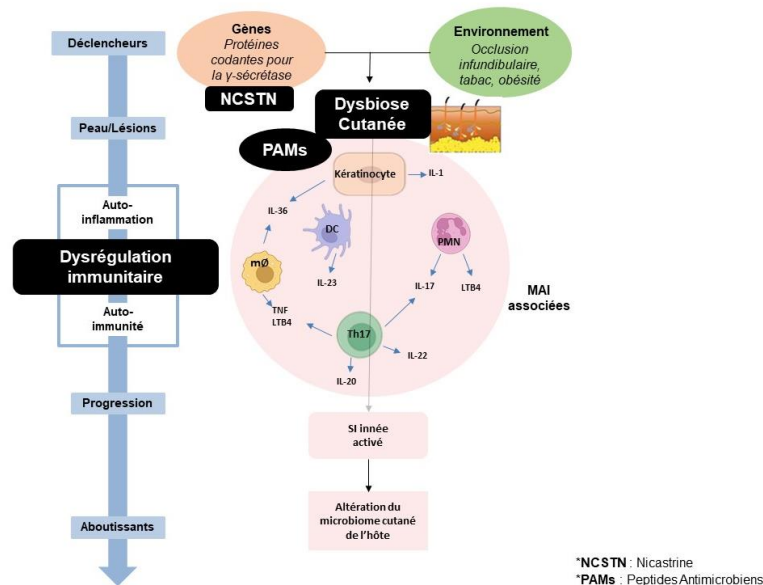 Déclencheurs
Peau/Lésions
Auto-
inflammation
Dysrégulation
immunitaire
Auto-
immunité
Progression
Aboutissants
Gènes
Protéines
codantes pour
la γ-sécrétase
NCSTN
Environnement
Occlusion
infundibulaire,
tabac, obésité
Dysbiose
Cutanée
PAMs
Kératinocyte
IL-1
IL-36
DC
PMN
mØ
IL-23
IL-17
LTB4
TNF
LTB4
Th17
IL-22
IL-20
MAI
associées
SI innée
activé
Altération du
microbiome cutané
de l'hôte
*NCSTN : Nicastrine
*PAMs : Peptides Antimicrobiens